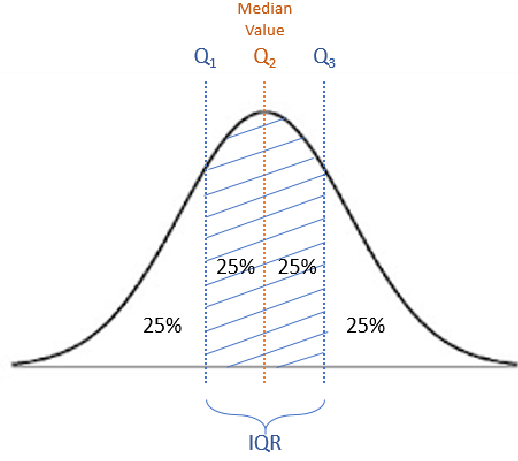 Median
Value
Q₁ Q₂ Q₃
25% 25%
25% 25%
IQR